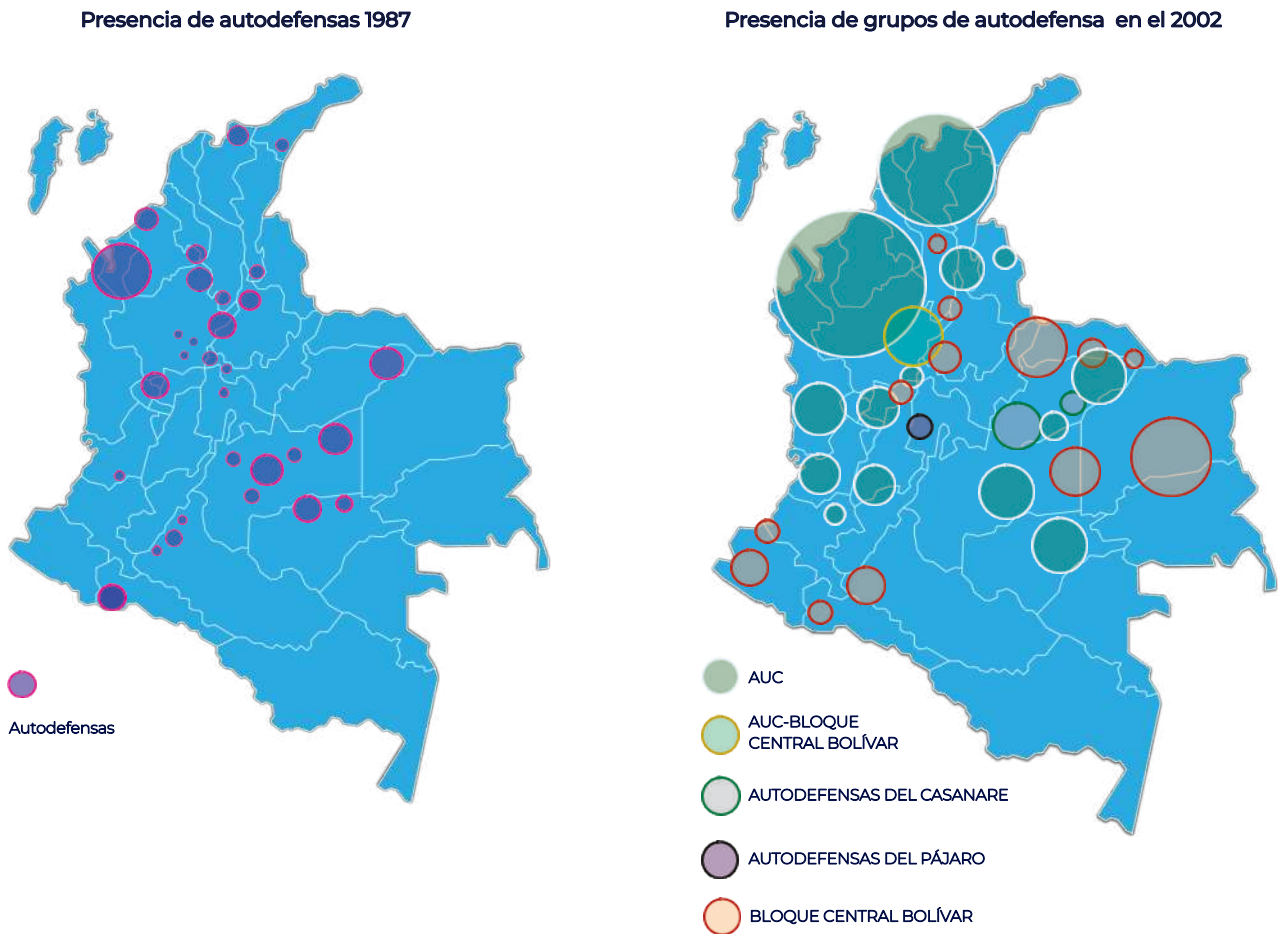 Presencia de autodefensas 1987
Presencia de grupos de autodefensa en el 2002
Autodefensas
AUC
AUC-BLOQUE
CENTRAL BOLÍVAR
AUTODEFENSAS DEL CASANARE
AUTODEFENSAS DEL PÁJARO
BLOQUE CENTRAL BOLÍVAR